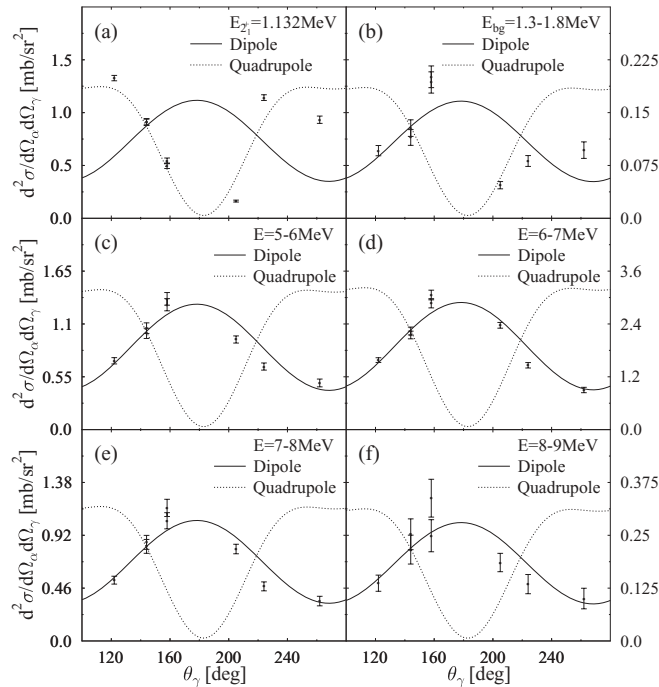 (a)
E2+1=1.132MeV
Dipole
Quadrupole
1.5
1.0
0.5
0.0
d²σ/dΩαdΩγ [mb/sr²]
(b)
Ebg=1.3-1.8MeV
Dipole
Quadrupole
0.225
0.15
0.075
0.0
(c)
E=5-6MeV
Dipole
Quadrupole
1.65
1.1
0.55
0.0
d²σ/dΩαdΩγ [mb/sr²]
(d)
E=6-7MeV
Dipole
Quadrupole
3.6
2.4
1.2
0.0
(e)
E=7-8MeV
Dipole
Quadrupole
1.38
0.92
0.46
0.0
d²σ/dΩαdΩγ [mb/sr²]
(f)
E=8-9MeV
Dipole
Quadrupole
0.375
0.25
0.125
0.0
120 160 200 240
θγ [deg]
120 160 200 240
θγ [deg]